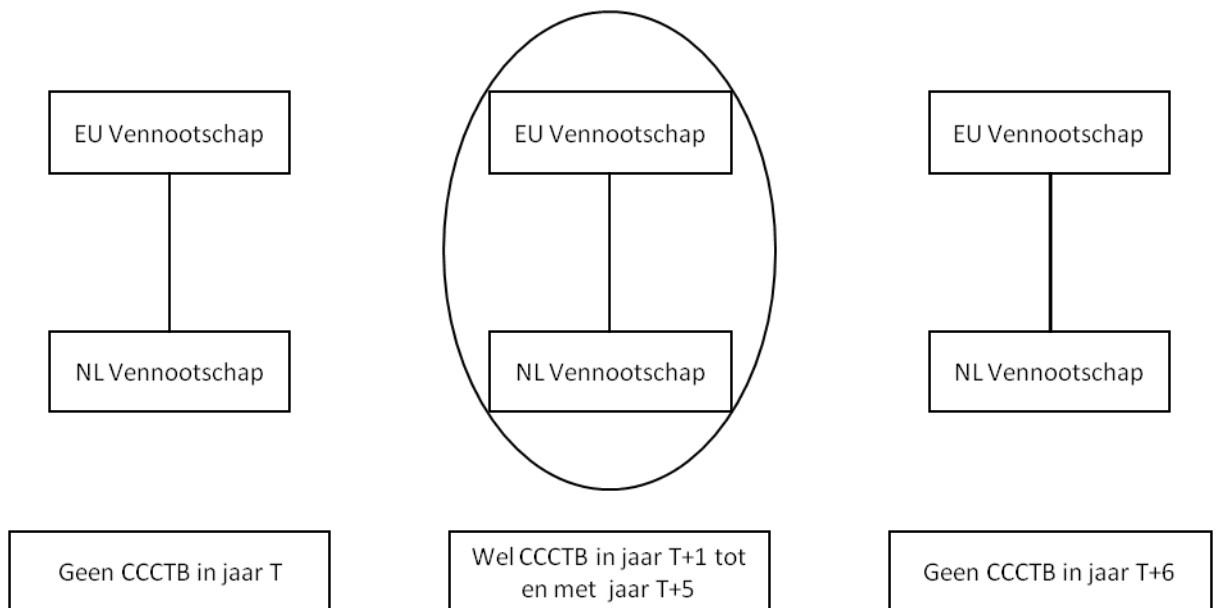 EU Vennootschap
EU Vennootschap
EU Vennootschap
NL Vennootschap
NL Vennootschap
NL Vennootschap
Geen CCCTB in jaar T
Wel CCCTB in jaar T+1 tot
en met jaar T+5
Geen CCCTB in jaar T+6